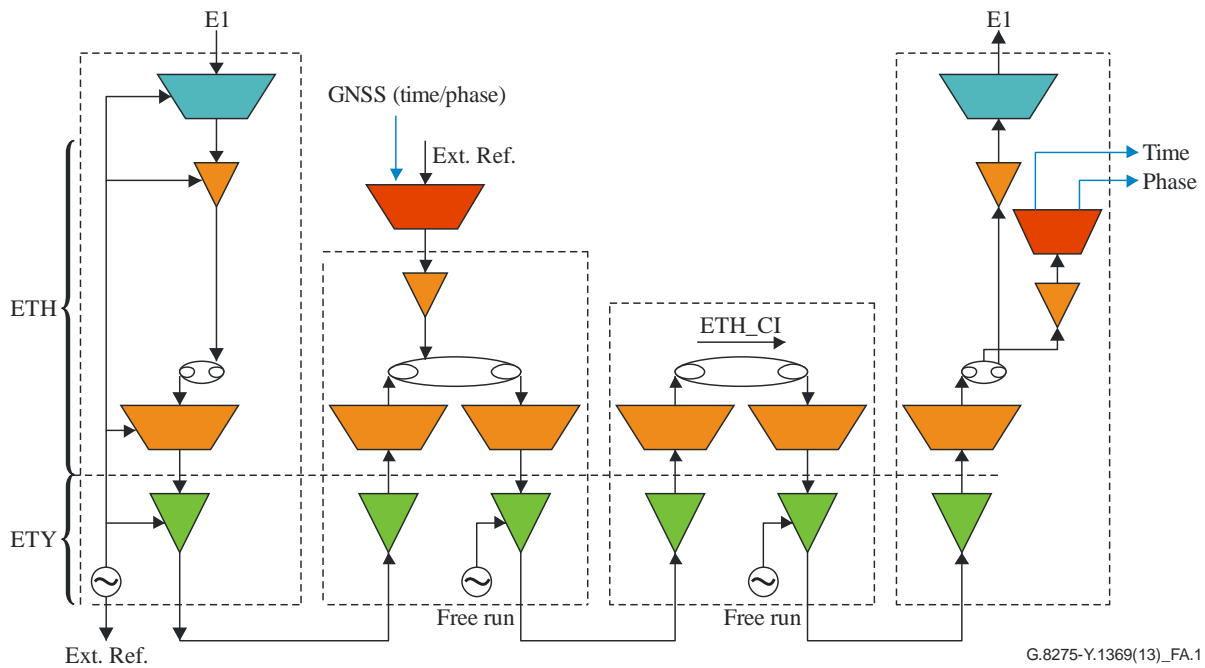 E1
E1
GNSS (time/phase)
Ext. Ref.
Time
Phase
ETH
ETH_CI
ETY
Free run
Free run
Ext. Ref.
G.8275-Y.1369(13)_FA.1